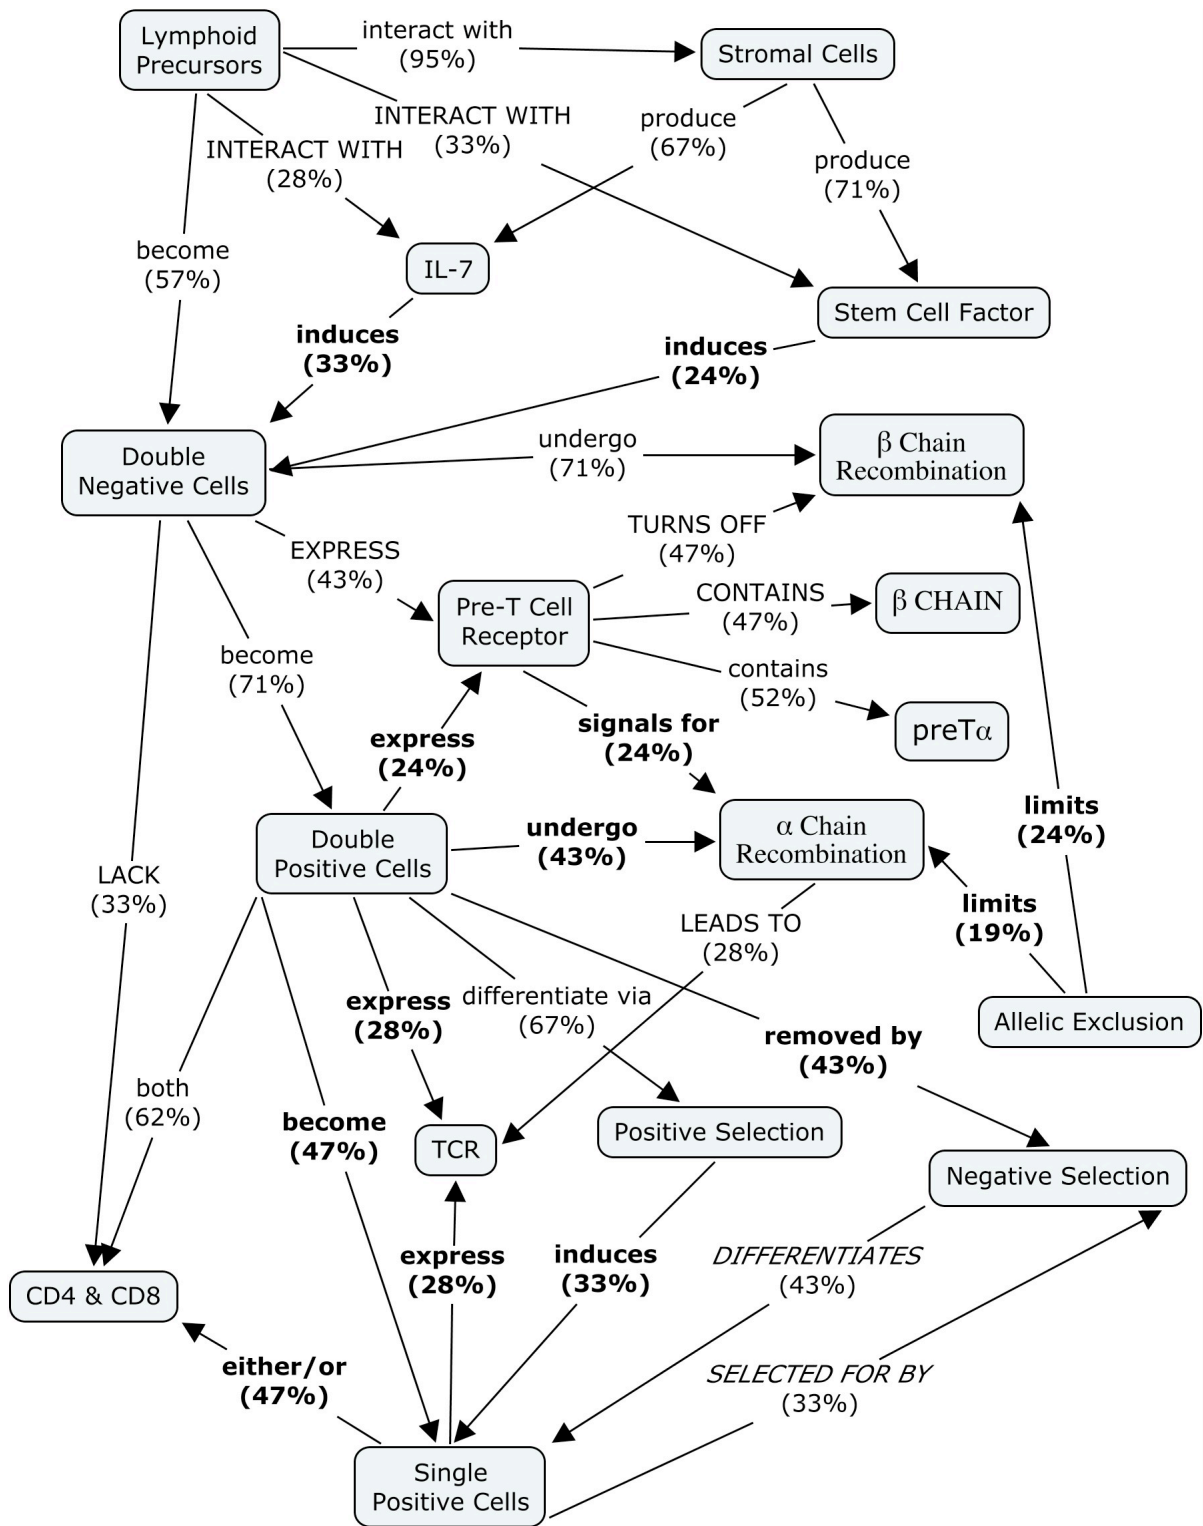 Lymphoid
Precursors
interact with
(95%)
Stromal Cells
INTERACT WITH
(33%)
INTERACT WITH
(28%)
produce
(67%)
produce
(71%)
become
(57%)
IL-7
Stem Cell Factor
induces
(33%)
induces
(24%)
Double
Negative Cells
undergo
(71%)
β Chain
Recombination
EXPRESS
(43%)
TURNS OFF
(47%)
Pre-T Cell
Receptor
CONTAINS
(47%)
β CHAIN
become
(71%)
contains
(52%)
preTα
express
(24%)
signals for
(24%)
Double
Positive Cells
undergo
(43%)
α Chain
Recombination
limits
(24%)
LACK
(33%)
LEADS TO
(28%)
limits
(19%)
express
(28%)
differentiate via
(67%)
removed by
(43%)
Allelic Exclusion
both
(62%)
become
(47%)
TCR
Positive Selection
Negative Selection
express
(28%)
induces
(33%)
DIFFERENTIATES
(43%)
CD4 & CD8
either/or
(47%)
SELECTED FOR BY
(33%)
Single
Positive Cells